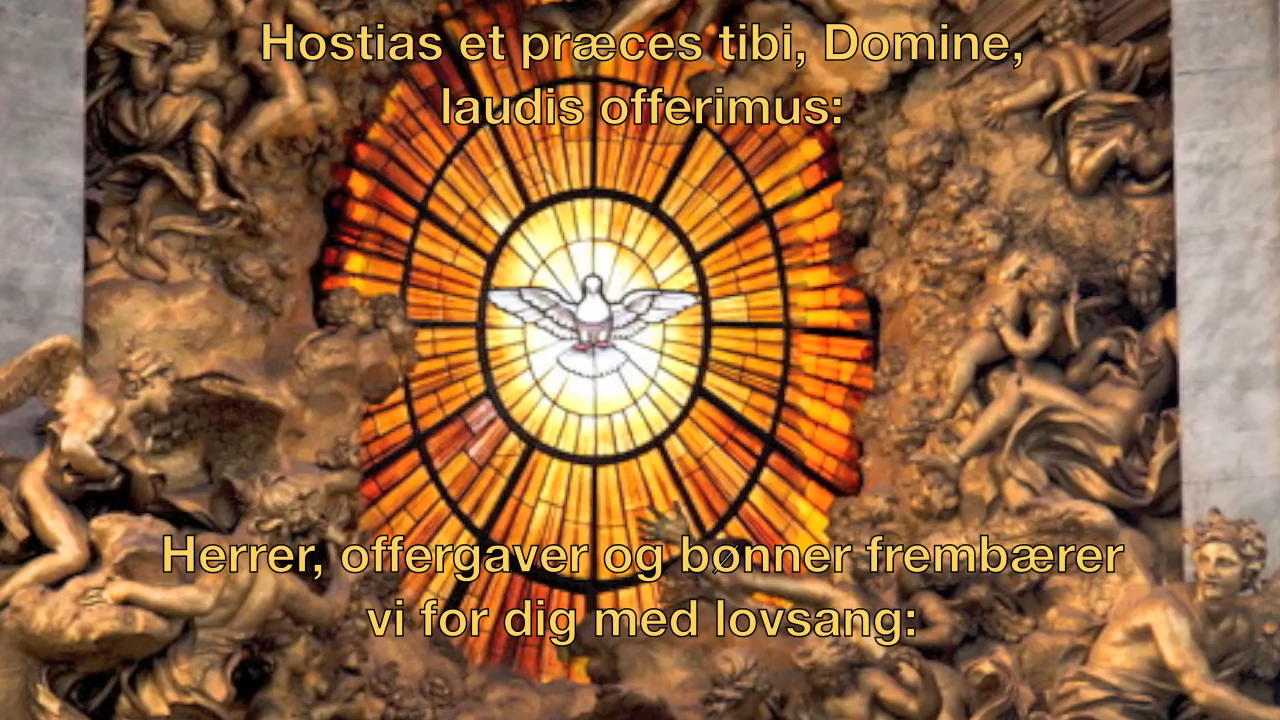 Hostias et præces tibi, Domine,
laudis offerimus:
Herrer, offergaver og bønner frembærer
vi for dig med lovsang: